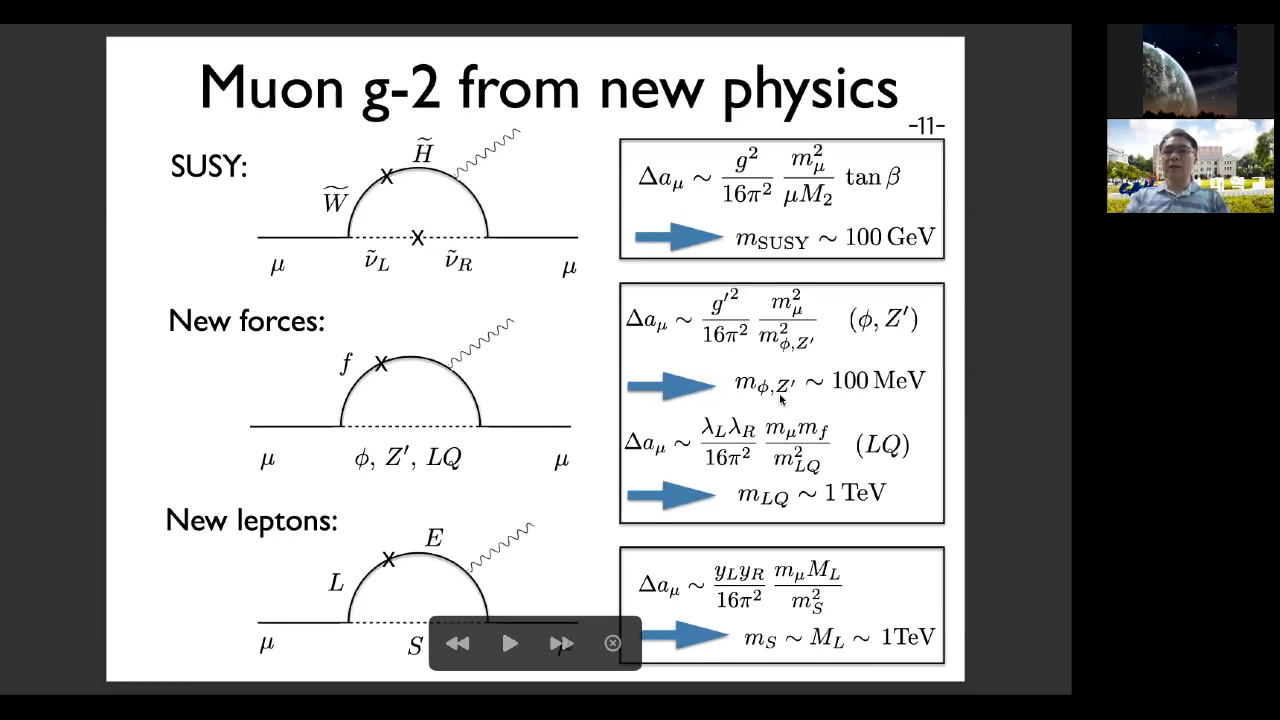 Muon g-2 from new physics
-11-
SUSY:
H̃
W̃
ν̃_L
ν̃_R
μ
μ
Δa_μ ∼ g²/16π² m_μ²/μM₂ tan β
m_SUSY ∼ 100 GeV
New forces:
f
μ
ϕ, Z′, LQ
μ
Δa_μ ∼ g′²/16π² m_μ²/m²_ϕ,Z′ (ϕ, Z′)
m_ϕ,Z′ ∼ 100 MeV
Δa_μ ∼ λ_Lλ_R/16π² m_μm_f/m²_LQ (LQ)
m_LQ ∼ 1 TeV
New leptons:
E
L
μ
S
μ
Δa_μ ∼ y_Ly_R/16π² m_μM_L/m_S²
m_S ∼ M_L ∼ 1TeV